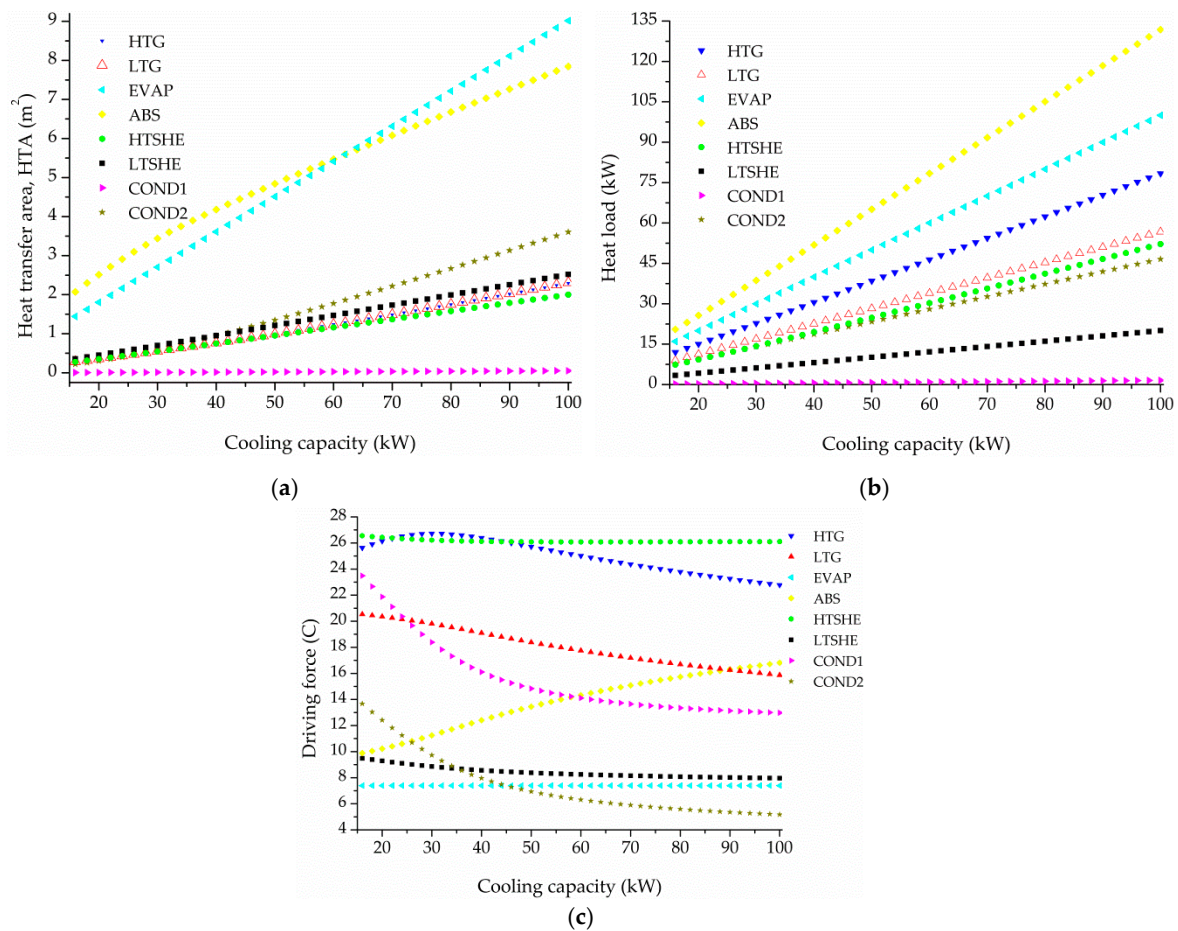 9
8
7
6
5
4
3
2
1
0
Heat transfer area, HTA (m²)
HTG
LTG
EVAP
ABS
HTSHE
LTSHE
COND1
COND2
20 30 40 50 60 70 80 90 100
Cooling capacity (kW)
(a)
135
120
105
90
75
60
45
30
15
0
Heat load (kW)
HTG
LTG
EVAP
ABS
HTSHE
LTSHE
COND1
COND2
20 30 40 50 60 70 80 90 100
Cooling capacity (kW)
(b)
28
26
24
22
20
18
16
14
12
10
8
6
4
Driving force (C)
HTG
LTG
EVAP
ABS
HTSHE
LTSHE
COND1
COND2
20 30 40 50 60 70 80 90 100
Cooling capacity (kW)
(c)